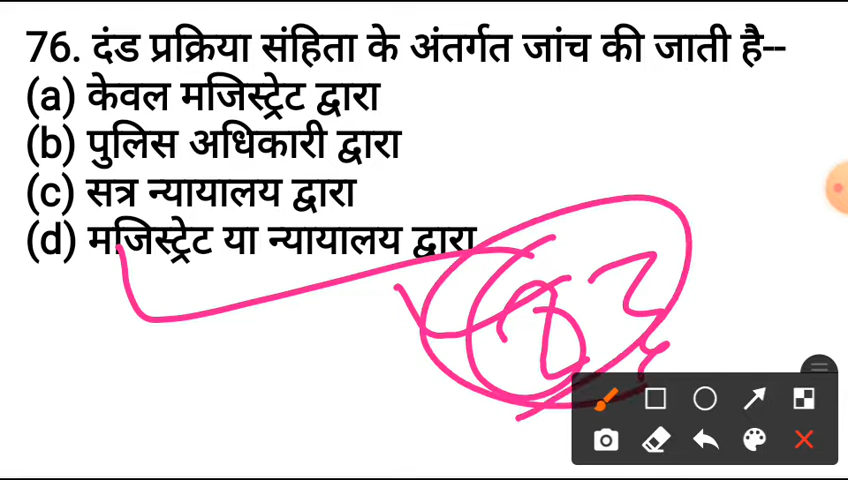 76. दंड प्रक्रिया संहिता के अंतर्गत जांच की जाती है--
(a) केवल मजिस्ट्रेट द्वारा
(b) पुलिस अधिकारी द्वारा
(c) सत्र न्यायालय द्वारा
(d) मजिस्ट्रेट या न्यायालय द्वारा